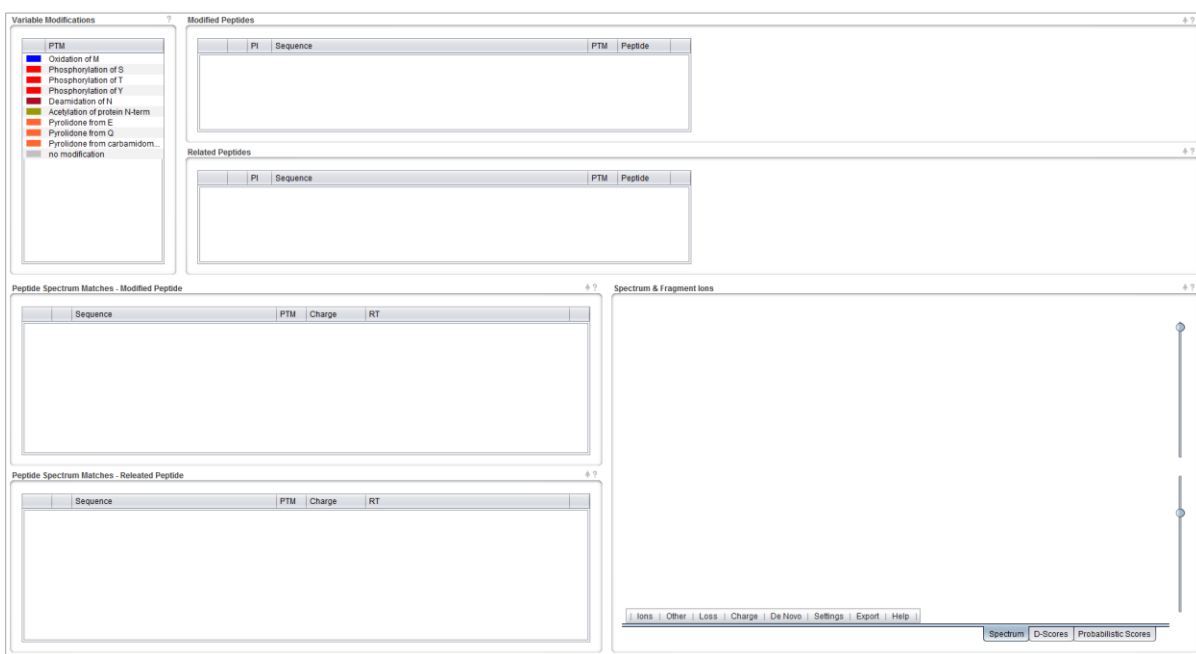 Variable Modifications ?
PTM
Oxidation of M
Phosphorylation of S
Phosphorylation of T
Phosphorylation of Y
Deamidation of N
Acetylation of protein N-term
Pyrolidone from E
Pyrolidone from Q
Pyrolidone from carbamidom...
no modification
Modified Peptides ?
PI Sequence PTM Peptide
Related Peptides ?
PI Sequence PTM Peptide
Peptide Spectrum Matches - Modified Peptide ?
Sequence PTM Charge RT
Peptide Spectrum Matches - Releated Peptide ?
Sequence PTM Charge RT
Spectrum & Fragment Ions ?
| Ions | Other | Loss | Charge | De Novo | Settings | Export | Help |
Spectrum D-Scores Probabilistic Scores